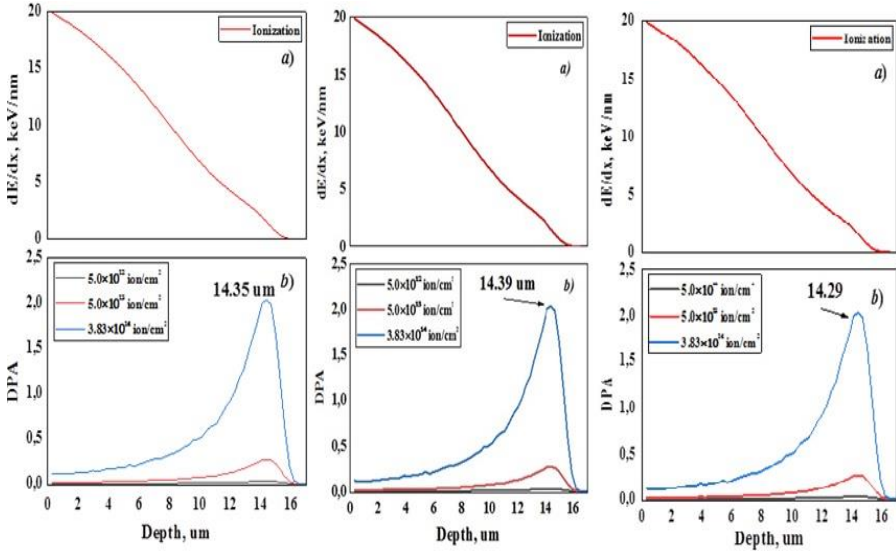 20
15
10
5
0
dE/dx, keV/nm
Ionization
a)
2,5
2,0
1,5
1,0
0,5
0,0
DPA
5.0×10¹² ion/cm²
5.0×10¹³ ion/cm²
3.83×10¹⁴ ion/cm²
14.35 um
b)
0 2 4 6 8 10 12 14 16
Depth, um
20
15
10
5
0
dE/dx, keV/nm
Ionization
a)
2,5
2,0
1,5
1,0
0,5
0,0
DPA
5.0×10¹² ion/cm²
5.0×10¹³ ion/cm²
3.83×10¹⁴ ion/cm²
14.39 um
b)
0 2 4 6 8 10 12 14 16
Depth, um
20
15
10
5
0
dE/dx, keV/nm
Ionization
a)
2,5
2,0
1,5
1,0
0,5
0,0
DPA
ion/cm²
3.83×10¹⁴ ion/cm²
14.29
b)
0 2 4 6 8 10 12 14 16
Depth, um